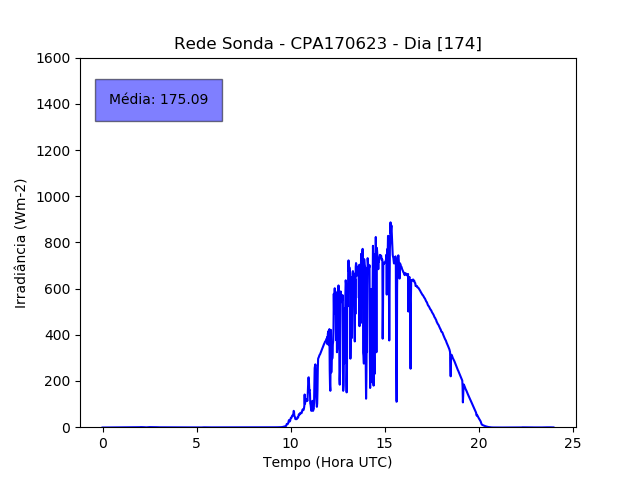 Rede Sonda - CPA170623 - Dia [174]
1600
1400
1200
1000
800
600
400
200
0
Média: 175.09
Irradiância (Wm-2)
0 5 10 15 20 25
Tempo (Hora UTC)